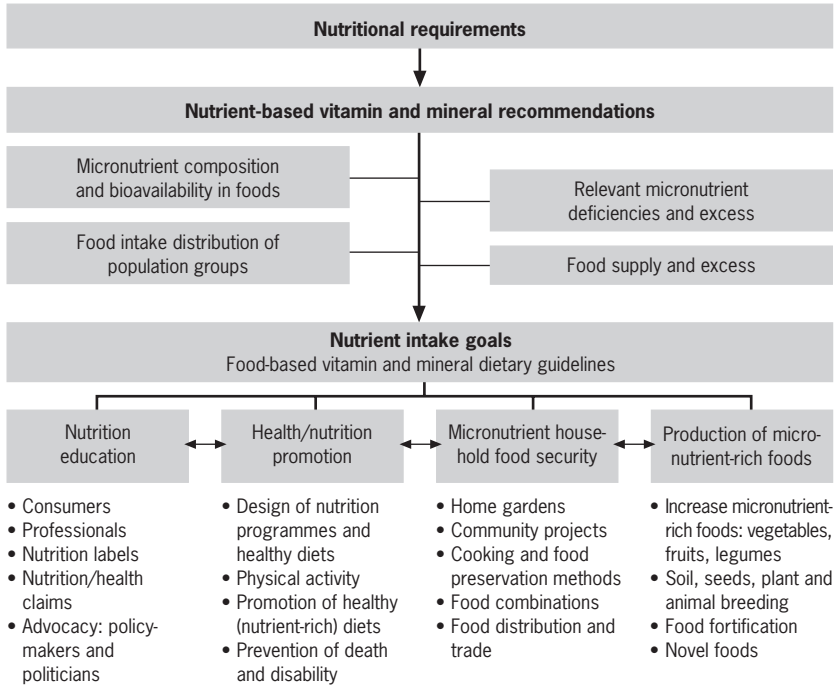 Nutritional requirements
Nutrient-based vitamin and mineral recommendations
Micronutrient composition
and bioavailability in foods
Relevant micronutrient
deficiencies and excess
Food intake distribution of
population groups
Food supply and excess
Nutrient intake goals
Food-based vitamin and mineral dietary guidelines
Nutrition
education
Health/nutrition
promotion
Micronutrient house-
hold food security
Production of micro-
nutrient-rich foods
• Consumers
• Professionals
• Nutrition labels
• Nutrition/health
claims
• Advocacy: policy-
makers and
politicians
• Design of nutrition
programmes and
healthy diets
• Physical activity
• Promotion of healthy
(nutrient-rich) diets
• Prevention of death
and disability
• Home gardens
• Community projects
• Cooking and food
preservation methods
• Food combinations
• Food distribution and
trade
• Increase micronutrient-
rich foods: vegetables,
fruits, legumes
• Soil, seeds, plant and
animal breeding
• Food fortification
• Novel foods